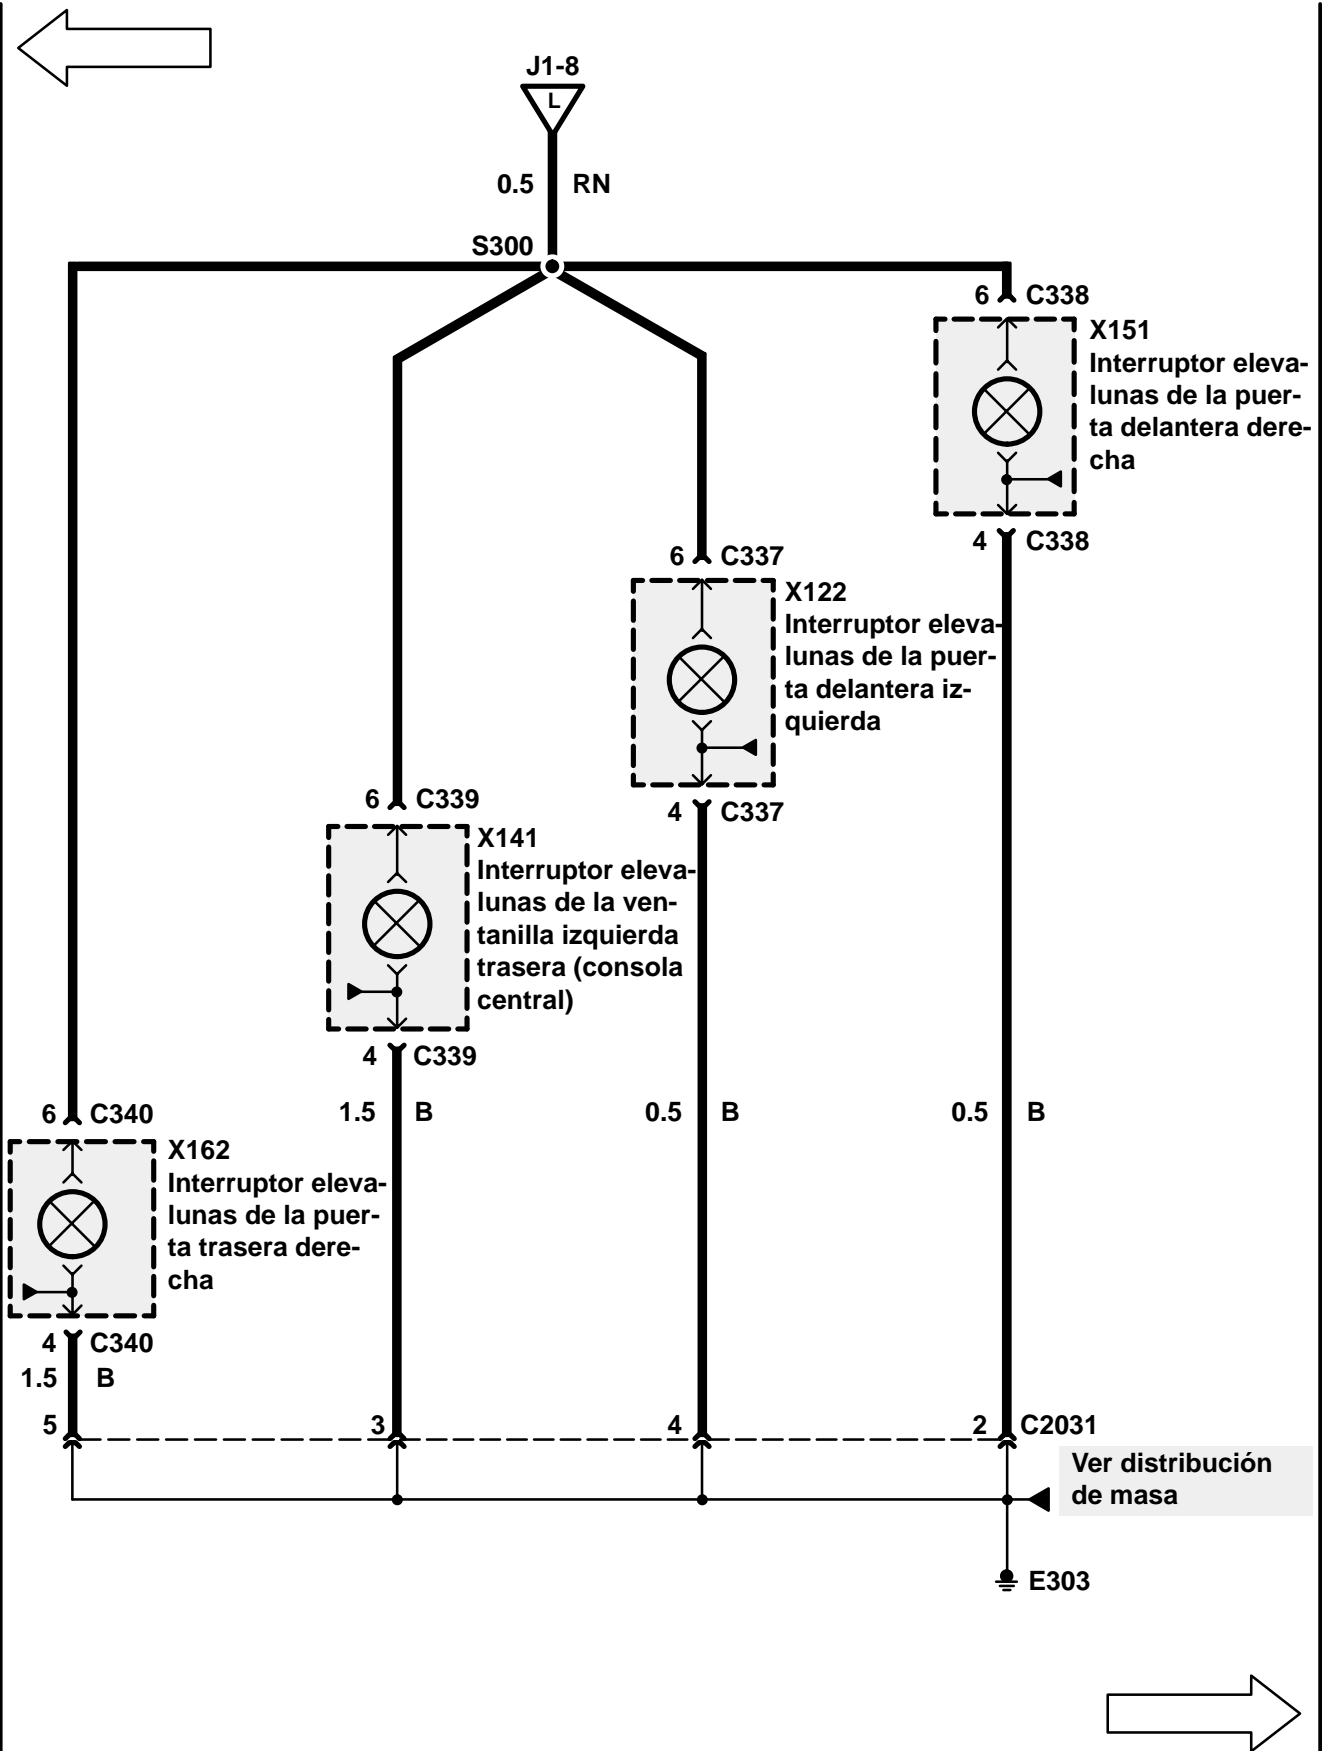 J1-8
L
0.5 RN
S300
6 C338
X151
Interruptor eleva-
lunas de la puer-
ta delantera dere-
cha
4 C338
6 C337
X122
Interruptor eleva-
lunas de la puer-
ta delantera iz-
quierda
4 C337
6 C339
X141
Interruptor eleva-
lunas de la ven-
tanilla izquierda
trasera (consola
central)
4 C339
1.5 B
0.5 B
0.5 B
6 C340
X162
Interruptor eleva-
lunas de la puer-
ta trasera dere-
cha
4 C340
1.5 B
5
3
4
2 C2031
Ver distribución
de masa
E303